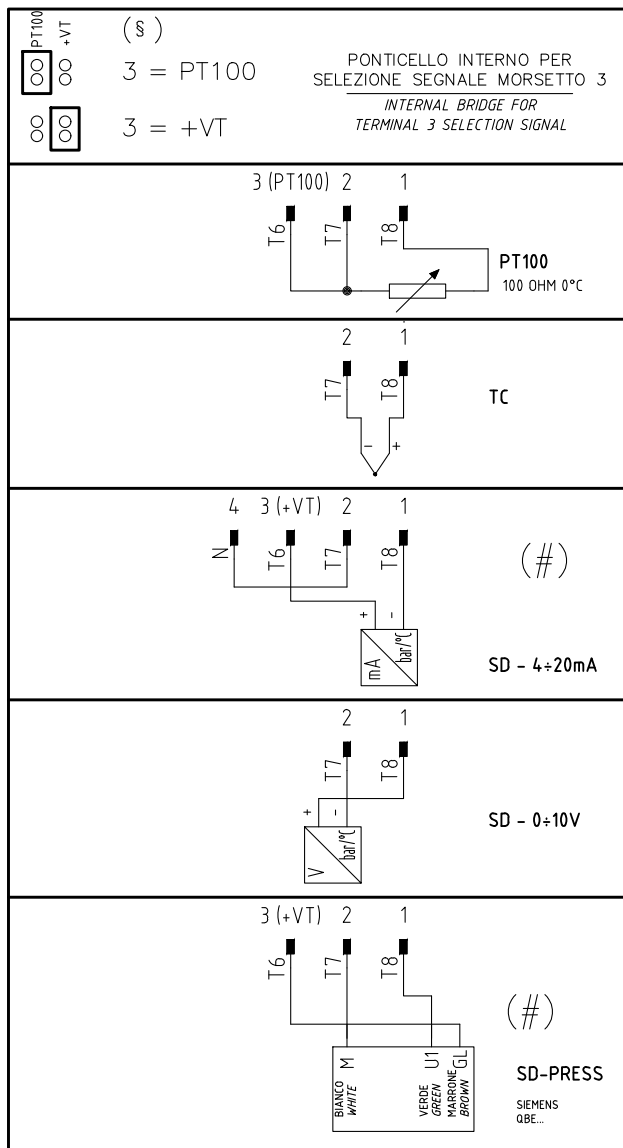 PT100
+VT
(§)
3 = PT100
3 = +VT
PONTICELLO INTERNO PER
SELEZIONE SEGNALE MORSETTO 3
INTERNAL BRIDGE FOR
TERMINAL 3 SELECTION SIGNAL
3 (PT100) 2 1
T6 T7 T8
PT100
100 OHM 0°C
2 1
T7 T8
- +
TC
4 3 (+VT) 2 1
N T6 T7 T8
+ -
mA bar/°C
(#)
SD - 4÷20mA
2 1
T7 T8
+ -
V bar/°C
SD - 0÷10V
3 (+VT) 2 1
T6 T7 T8
M U1 GL
BIANCO
WHITE
VERDE
GREEN
MARRONE
BROWN
(#)
SD-PRESS
SIEMENS
QBE...